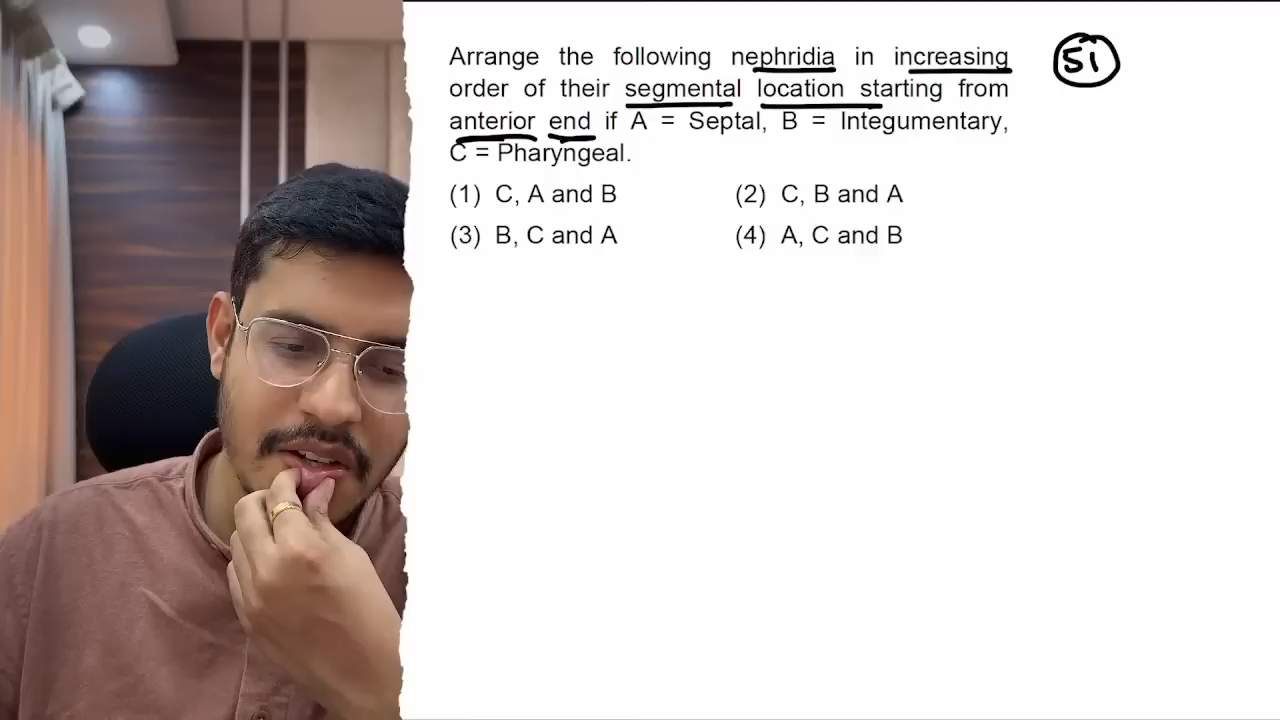 Arrange the following nephridia in increasing
order of their segmental location starting from
anterior end if A = Septal, B = Integumentary,
C = Pharyngeal.
(1) C, A and B (2) C, B and A
(3) B, C and A (4) A, C and B
51